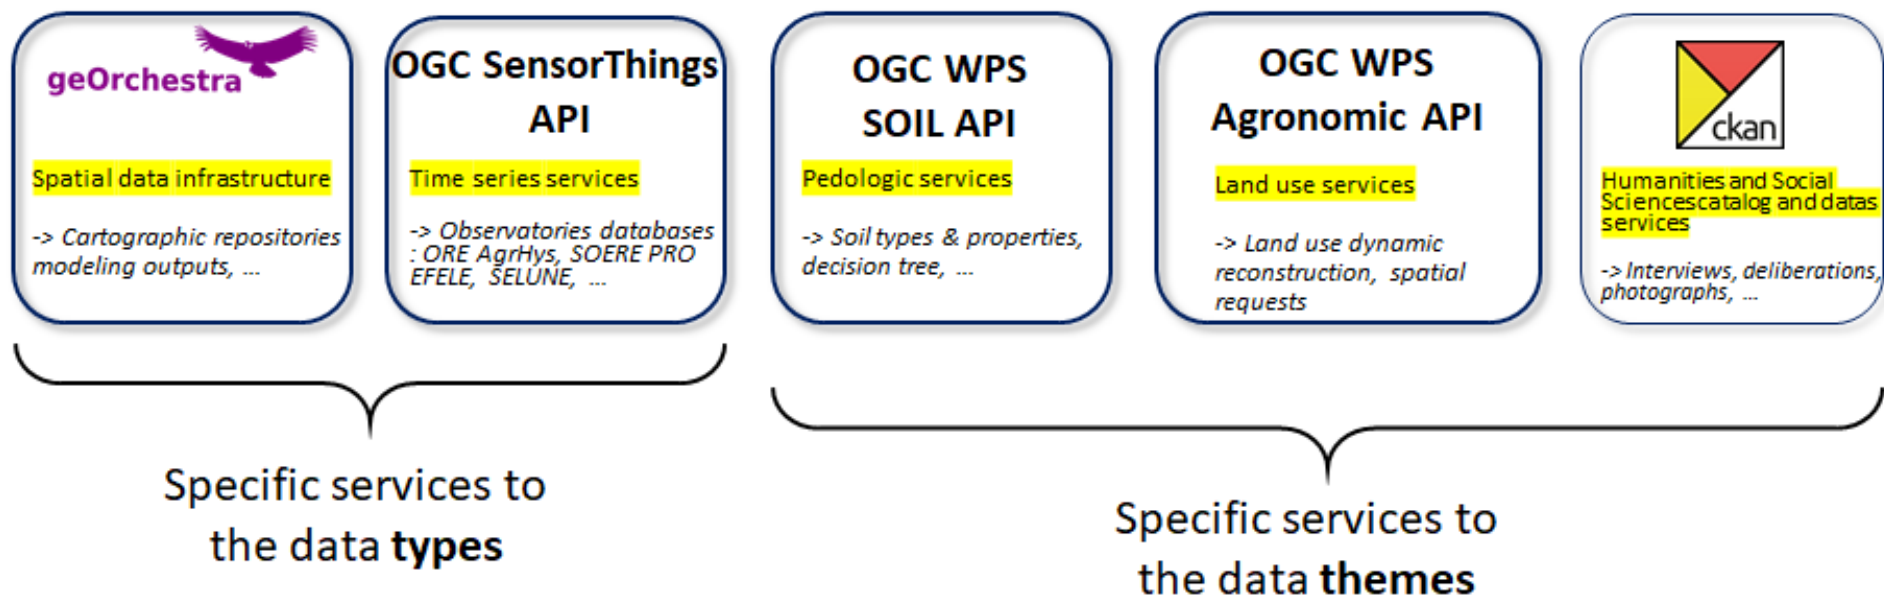 geOrchestra
Spatial data infrastructure
-> Cartographic repositories
modeling outputs, ...
OGC SensorThings
API
Time series services
-> Observatories databases
: ORE AgrHys, SOERE PRO
EFELE, SELUNE, ...
OGC WPS
SOIL API
Pedologic services
-> Soil types & properties,
decision tree, ...
OGC WPS
Agronomic API
Land use services
-> Land use dynamic
reconstruction, spatial
requests
ckan
Humanities and Social
Sciencescatalog and datas
services
-> Interviews, deliberations,
photographs, ...
Specific services to
the data types
Specific services to
the data themes